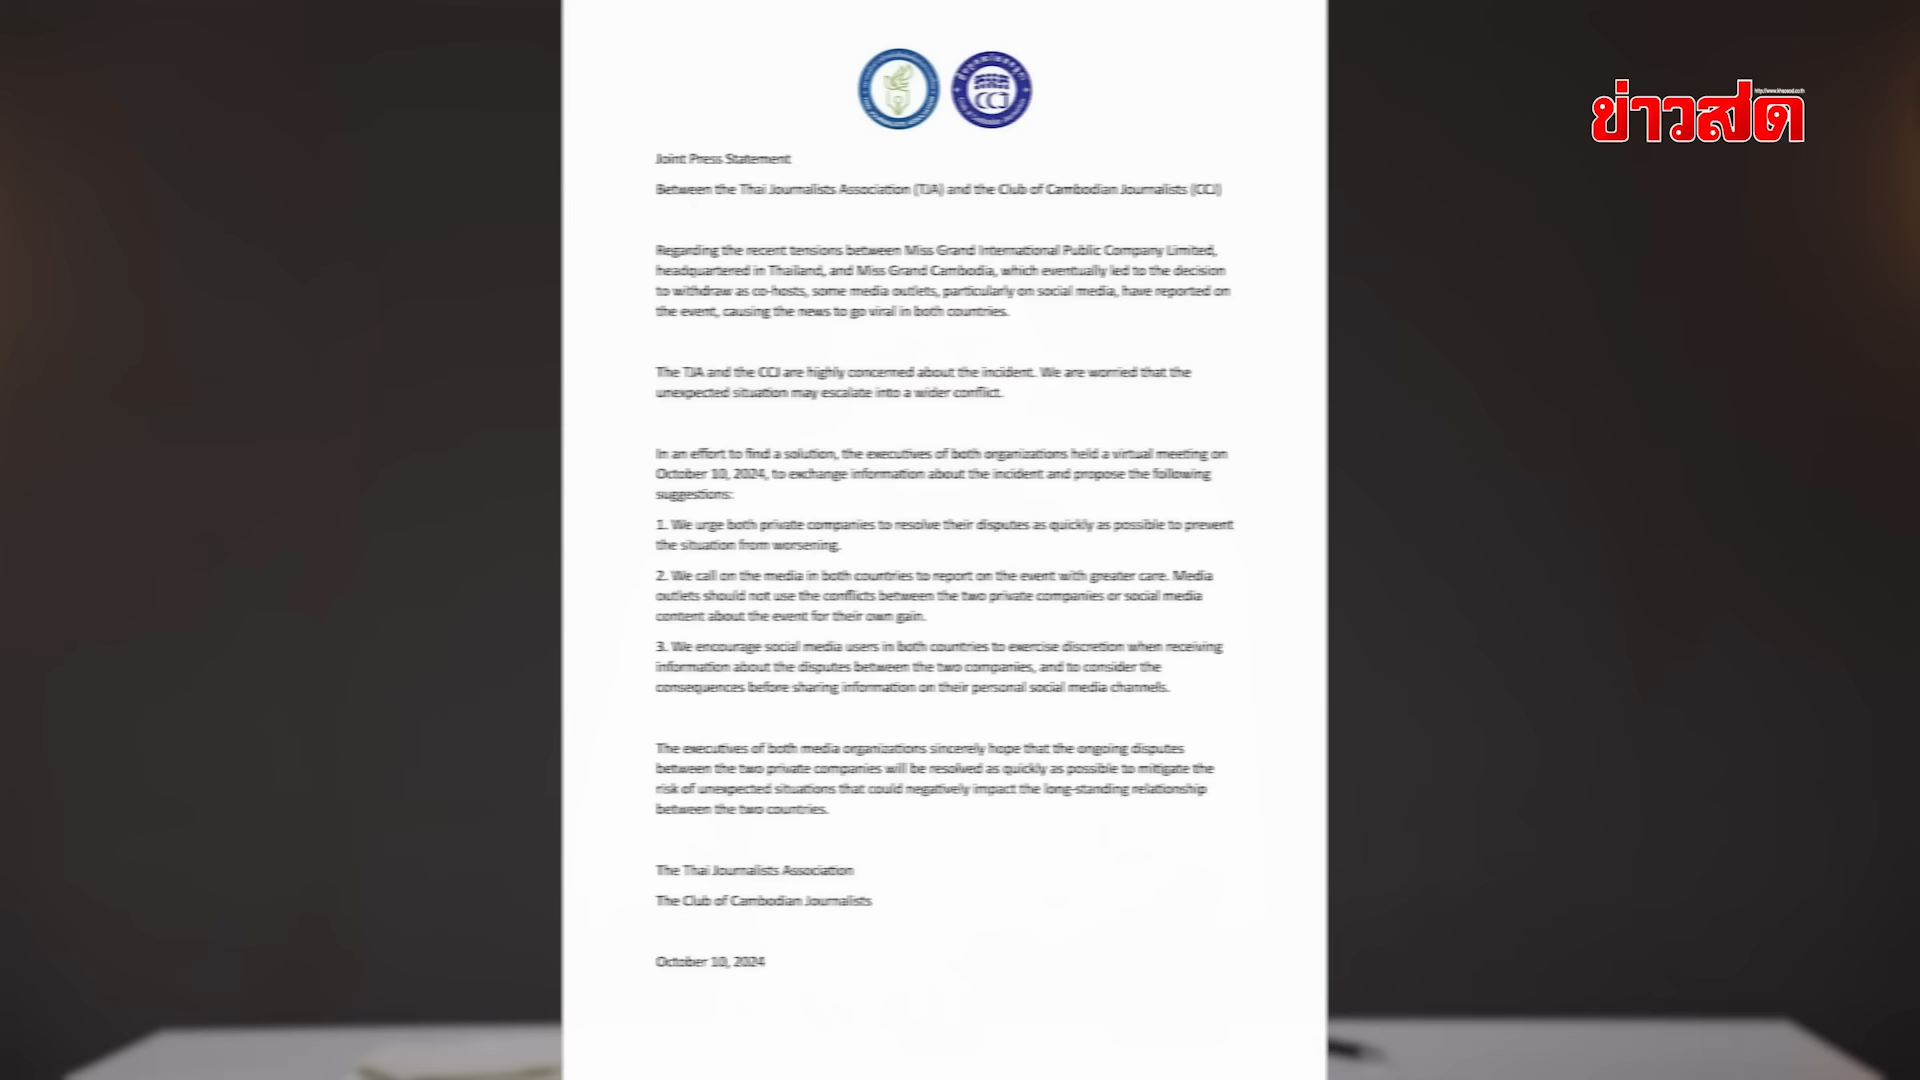 ข่าวสด
http://www.khaosod.co.th
CCJ
Joint Press Statement
Between the Thai Journalists Association (TJA) and the Club of Cambodian Journalists (CCJ)
Regarding the recent tensions between Miss Grand International Public Company Limited,
headquartered in Thailand, and Miss Grand Cambodia, which eventually led to the decision
to withdraw as co-hosts, some media outlets, particularly on social media, have reported on
the event, causing the news to go viral in both countries.
The TJA and the CCJ are highly concerned about the incident. We are worried that the
unexpected situation may escalate into a wider conflict.
In an effort to find a solution, the executives of both organizations held a virtual meeting on
October 10, 2024, to exchange information about the incident and propose the following
suggestions:
1. We urge both private companies to resolve their disputes as quickly as possible to prevent
the situation from worsening.
2. We call on the media in both countries to report on the event with greater care. Media
outlets should not use the conflicts between the two private companies or social media
content about the event for their own gain.
3. We encourage social media users in both countries to exercise discretion when receiving
information about the disputes between the two companies, and to consider the
consequences before sharing information on their personal social media channels.
The executives of both media organizations sincerely hope that the ongoing disputes
between the two private companies will be resolved as quickly as possible to mitigate the
risk of unexpected situations that could negatively impact the long-standing relationship
between the two countries.
The Thai Journalists Association
The Club of Cambodian Journalists
October 10, 2024